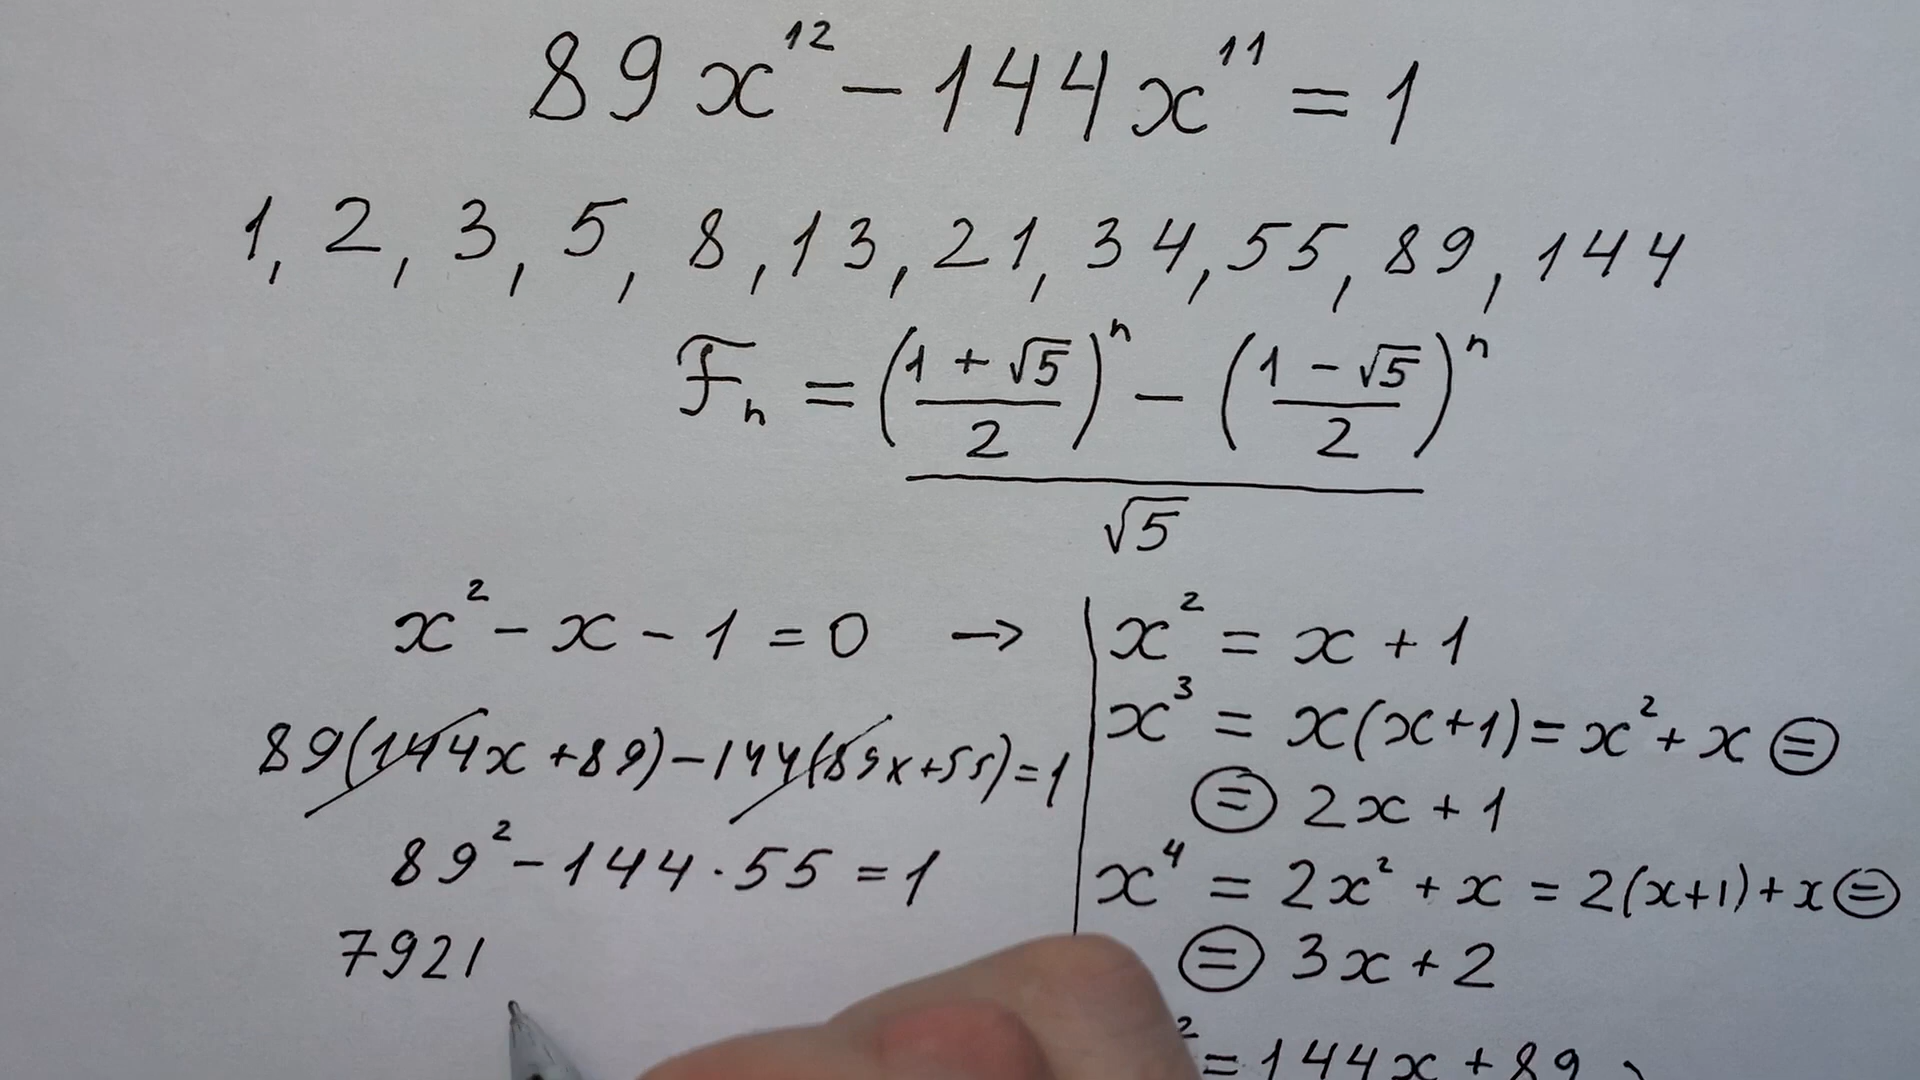 89x¹² − 144x¹¹ = 1
1, 2, 3, 5, 8, 13, 21, 34, 55, 89, 144
Fₙ = (((1 + √5)/2)ⁿ − ((1 − √5)/2)ⁿ)/√5
x² − x − 1 = 0 →
89(144x + 89) − 144(89x + 55) = 1
89² − 144 · 55 = 1
7921
x² = x + 1
x³ = x(x + 1) = x² + x =
= 2x + 1
x⁴ = 2x² + x = 2(x + 1) + x =
= 3x + 2
² = 144x + 89